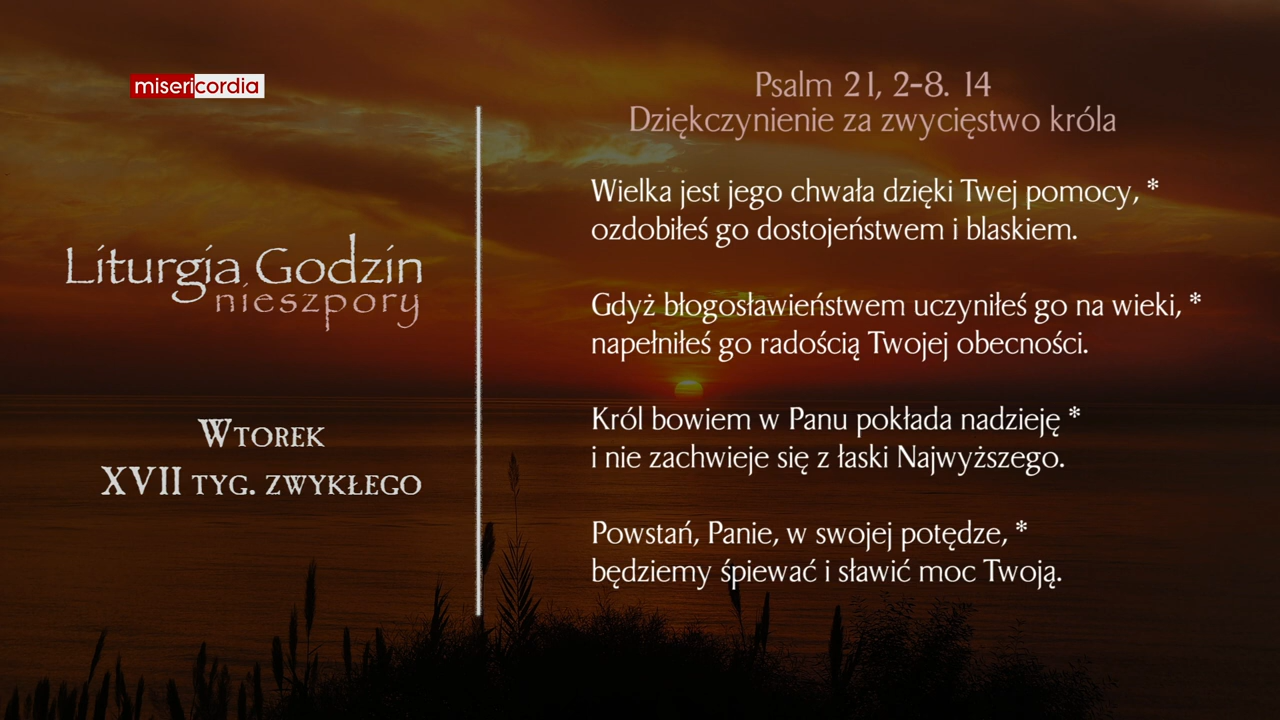 misericordia
Liturgia Godzin
nieszpory
Wtorek
XVII tyg. zwykłego
Psalm 21, 2-8. 14
Dziękczynienie za zwycięstwo króla
Wielka jest jego chwała dzięki Twej pomocy, *
ozdobiłeś go dostojeństwem i blaskiem.
Gdyż błogosławieństwem uczyniłeś go na wieki, *
napełniłeś go radością Twojej obecności.
Król bowiem w Panu pokłada nadzieję *
i nie zachwieje się z łaski Najwyższego.
Powstań, Panie, w swojej potędze, *
będziemy śpiewać i sławić moc Twoją.